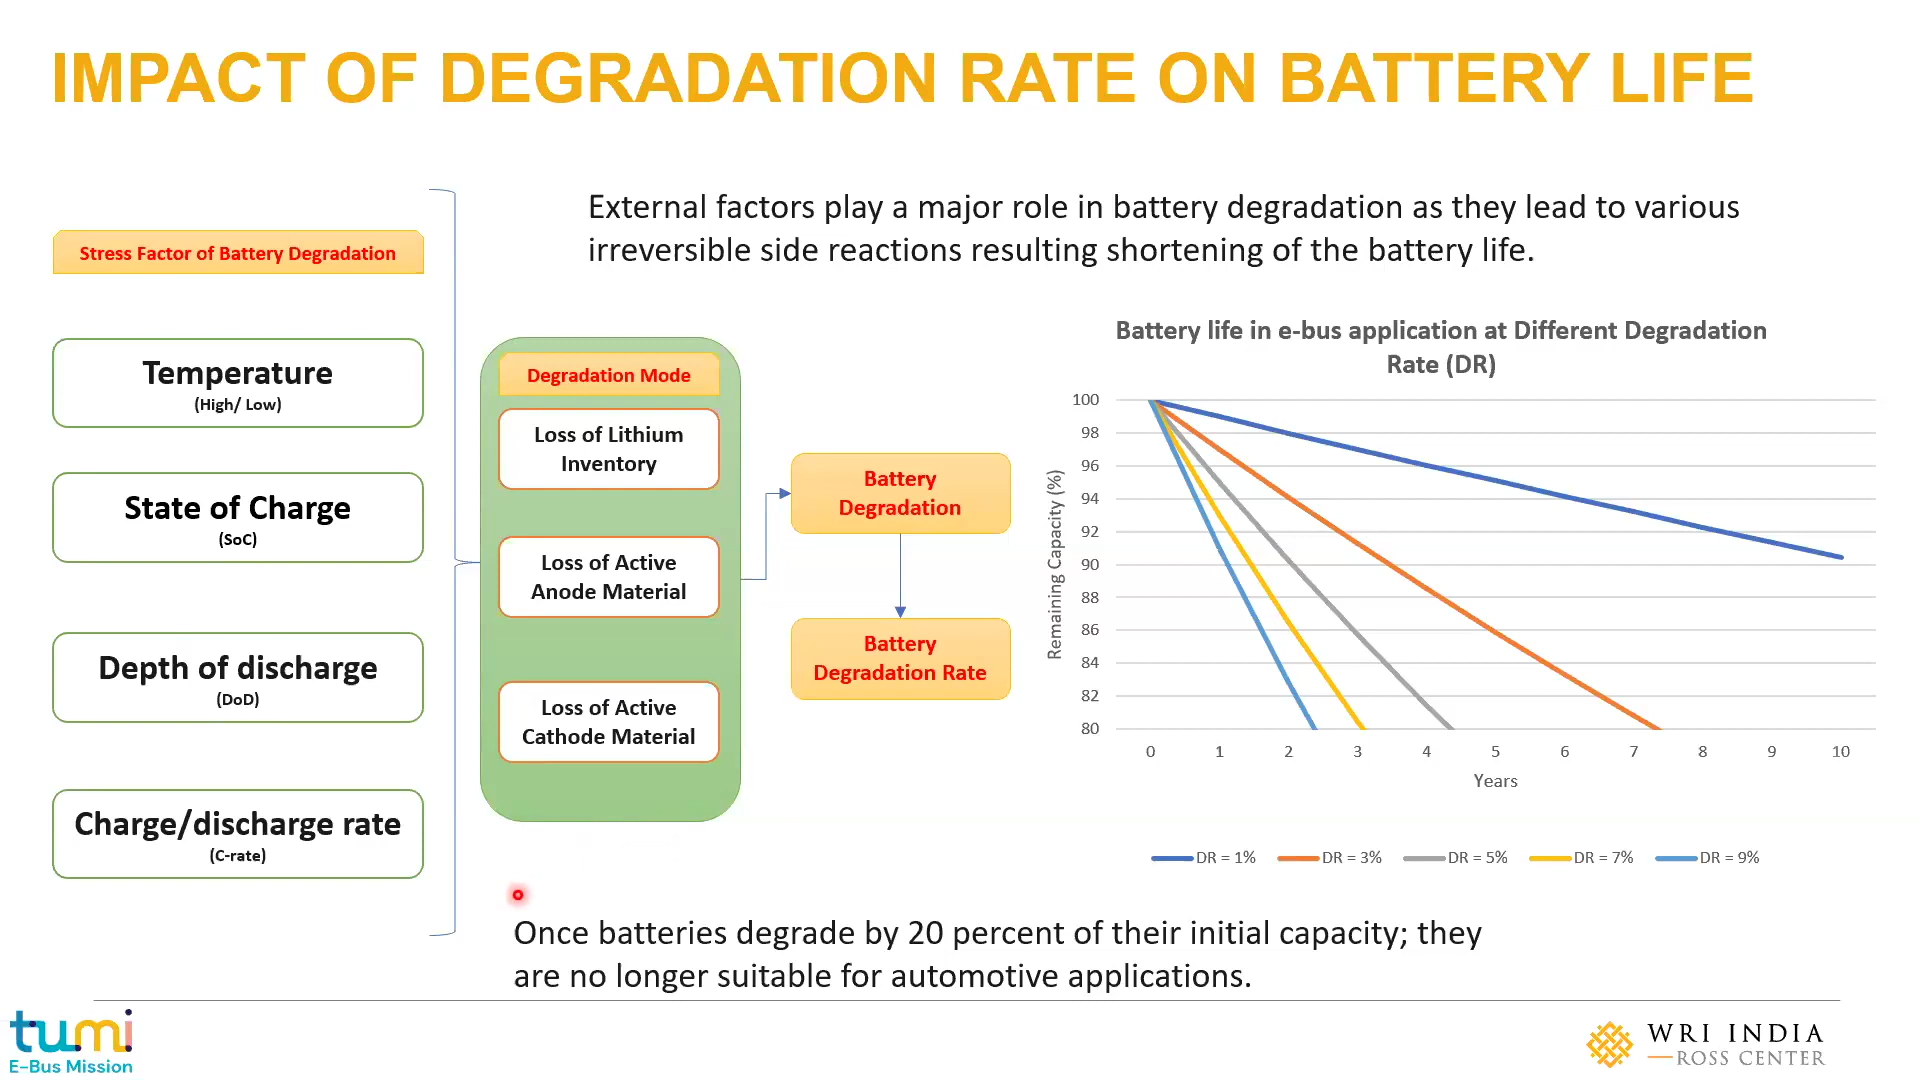 IMPACT OF DEGRADATION RATE ON BATTERY LIFE
External factors play a major role in battery degradation as they lead to various
irreversible side reactions resulting shortening of the battery life.
Stress Factor of Battery Degradation
Temperature
(High/ Low)
State of Charge
(SoC)
Depth of discharge
(DoD)
Charge/discharge rate
(C-rate)
Degradation Mode
Loss of Lithium
Inventory
Loss of Active
Anode Material
Loss of Active
Cathode Material
Battery
Degradation
Battery
Degradation Rate
Battery life in e-bus application at Different Degradation
Rate (DR)
Remaining Capacity (%)
100
98
96
94
92
90
88
86
84
82
80
0 1 2 3 4 5 6 7 8 9 10
Years
DR = 1% DR = 3% DR = 5% DR = 7% DR = 9%
Once batteries degrade by 20 percent of their initial capacity; they
are no longer suitable for automotive applications.
tumi
E-Bus Mission
WRI INDIA
ROSS CENTER